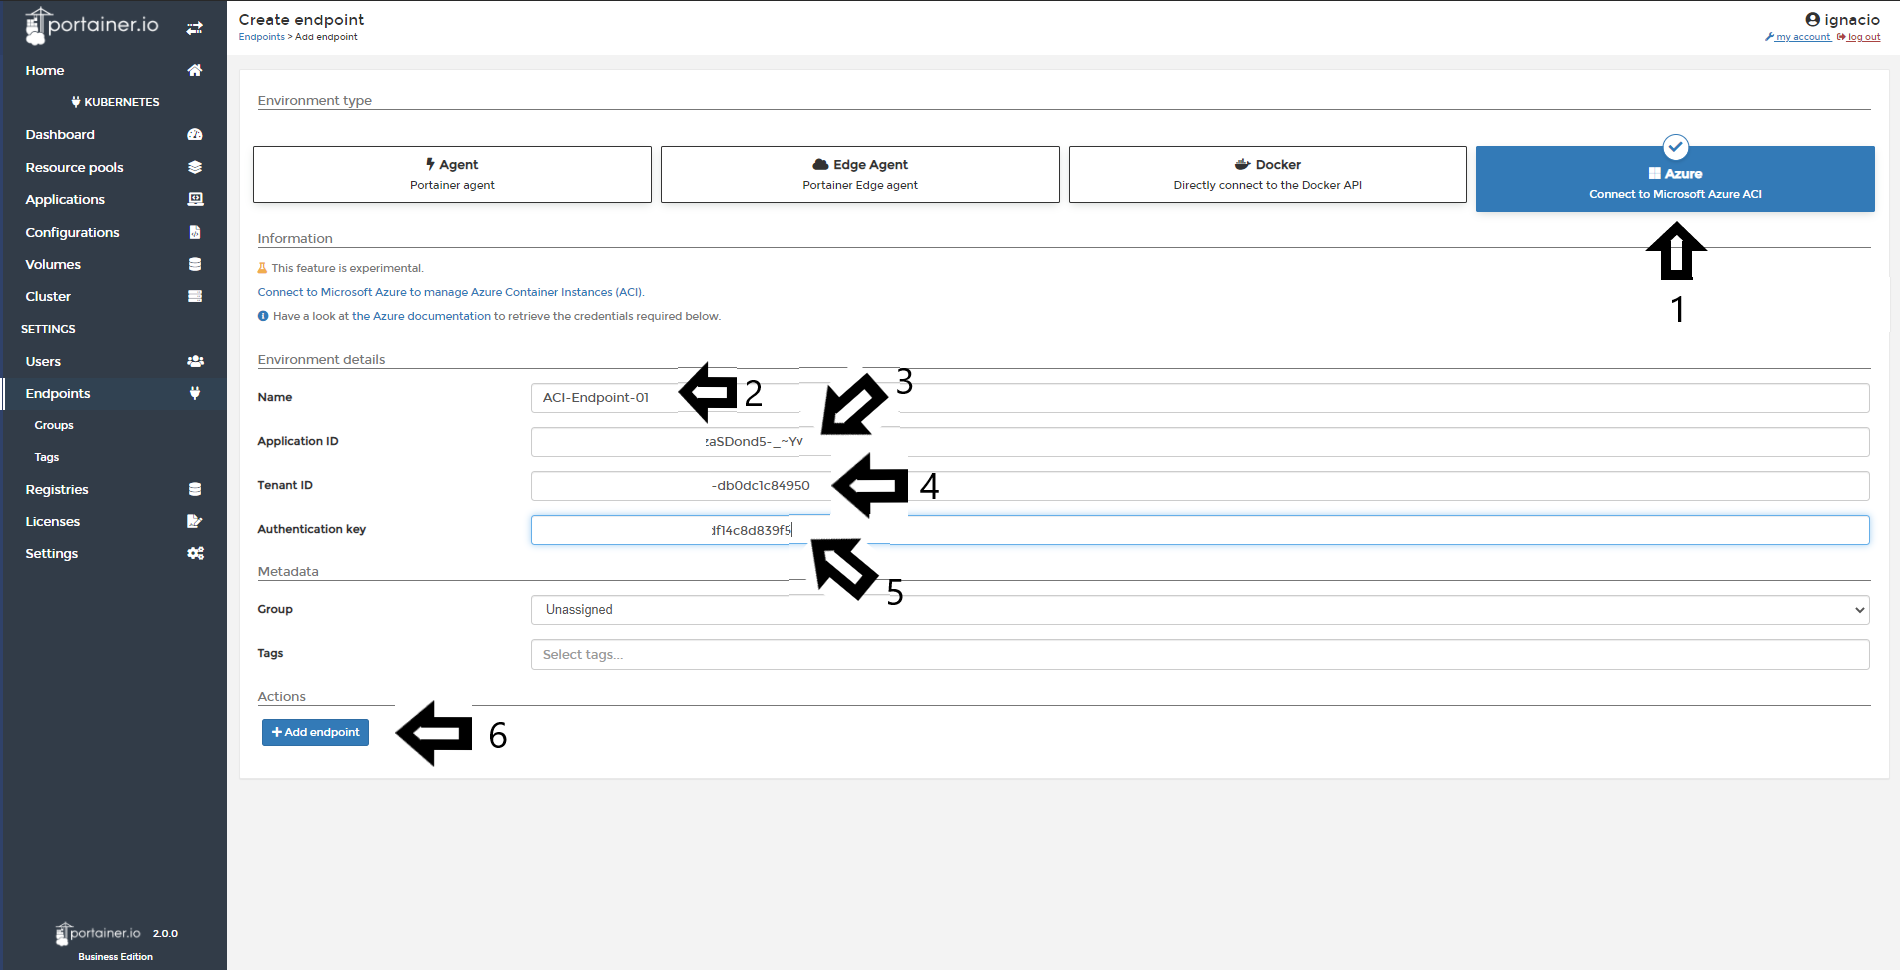 portainer.io
Home
KUBERNETES
Dashboard
Resource pools
Applications
Configurations
Volumes
Cluster
SETTINGS
Users
Endpoints
Groups
Tags
Registries
Licenses
Settings
portainer.io 2.0.0
Business Edition
Create endpoint
Endpoints > Add endpoint
ignacio
my account log out
Environment type
Agent
Portainer agent
Edge Agent
Portainer Edge agent
Docker
Directly connect to the Docker API
Azure
Connect to Microsoft Azure ACI
1
Information
This feature is experimental.
Connect to Microsoft Azure to manage Azure Container Instances (ACI).
Have a look at the Azure documentation to retrieve the credentials required below.
Environment details
Name ACI-Endpoint-01 2
3
Application ID zaSDond5-_~Yv
Tenant ID -db0dc1c84950 4
Authentication key df14c8d839f5
5
Metadata
Group Unassigned
Tags Select tags...
Actions
Add endpoint 6